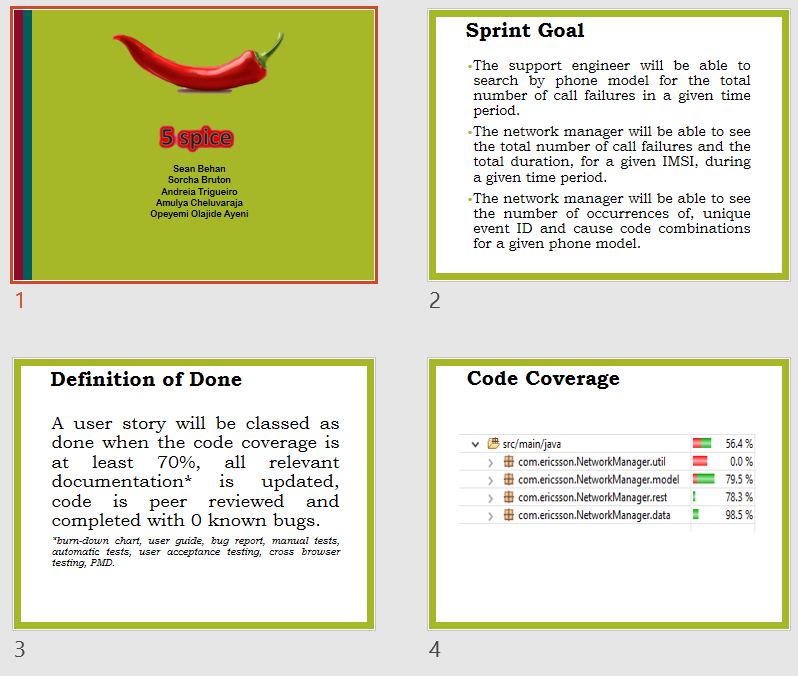 5 spice
Sean Behan
Sorcha Bruton
Andreia Trigueiro
Amulya Cheluvaraja
Opeyemi Olajide Ayeni
1
Sprint Goal
•The support engineer will be able to
search by phone model for the total
number of call failures in a given time
period.
•The network manager will be able to see
the total number of call failures and the
total duration, for a given IMSI, during
a given time period.
•The network manager will be able to see
the number of occurrences of, unique
event ID and cause code combinations
for a given phone model.
2
Definition of Done
A user story will be classed as
done when the code coverage is
at least 70%, all relevant
documentation* is updated,
code is peer reviewed and
completed with 0 known bugs.
*burn-down chart, user guide, bug report, manual tests,
automatic tests, user acceptance testing, cross browser
testing, PMD.
3
Code Coverage
src/main/java 56.4 %
com.ericsson.NetworkManager.util 0.0 %
com.ericsson.NetworkManager.model 79.5 %
com.ericsson.NetworkManager.rest 78.3 %
com.ericsson.NetworkManager.data 98.5 %
4